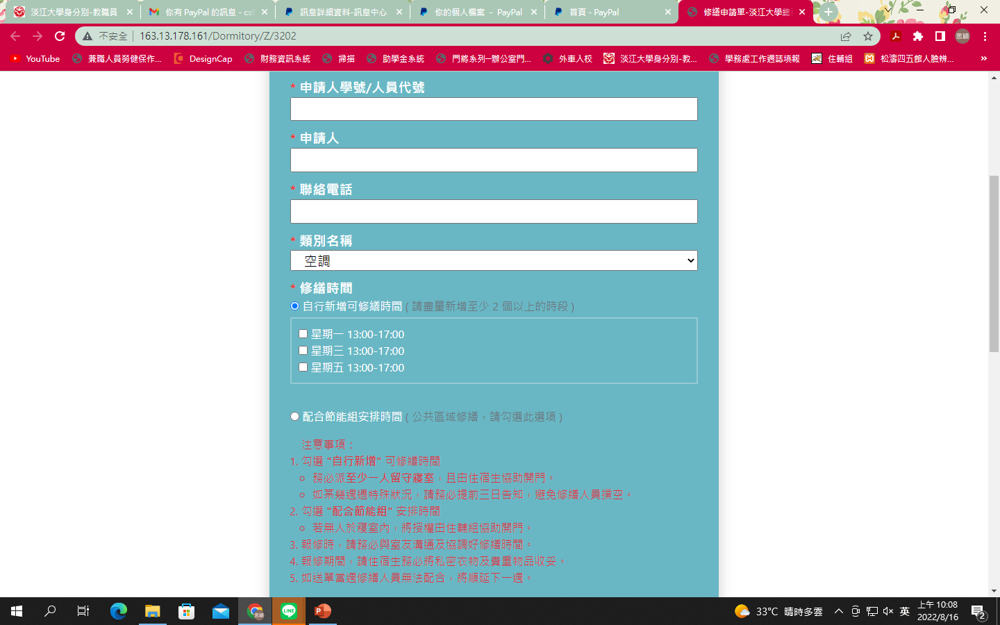 淡江大學身分別-教職員
你有 PayPal 的訊息 - cs
訊息詳細資料-訊息中心
你的個人檔案 － PayPal
首頁 - PayPal
修繕申請單-淡江大學總
不安全 163.13.178.161/Dormitory/Z/3202
思穎
YouTube
兼職人員勞健保作...
DesignCap
財務資訊系統
掃描
助學金系統
門將系列─辦公室門...
外車入校
淡江大學身分別-教...
學務處工作週誌填報
住輔組
松濤四五館人臉辨...
»
* 申請人學號/人員代號
* 申請人
* 聯絡電話
* 類別名稱
空調
* 修繕時間
自行新增可修繕時間 ( 請盡量新增至少 2 個以上的時段 )
星期一 13:00-17:00
星期三 13:00-17:00
星期五 13:00-17:00
配合節能組安排時間 ( 公共區域修繕，請勾選此選項 )
注意事項：
1. 勾選 "自行新增" 可修繕時間
務必派至少一人留守寢室，且由住宿生協助開門。
如某幾週遇特殊狀況，請務必提前三日告知，避免修繕人員撲空。
2. 勾選 "配合節能組" 安排時間
若無人於寢室內，將授權由住輔組協助開門。
3. 報修時，請務必與室友溝通及協調好修繕時間。
4. 報修期間，請住宿生務必將私密衣物及貴重物品收妥。
5. 如送單當週修繕人員無法配合，將順延下一週。
思穎
LINE
33°C 晴時多雲
英
上午 10:08
2022/8/16
2